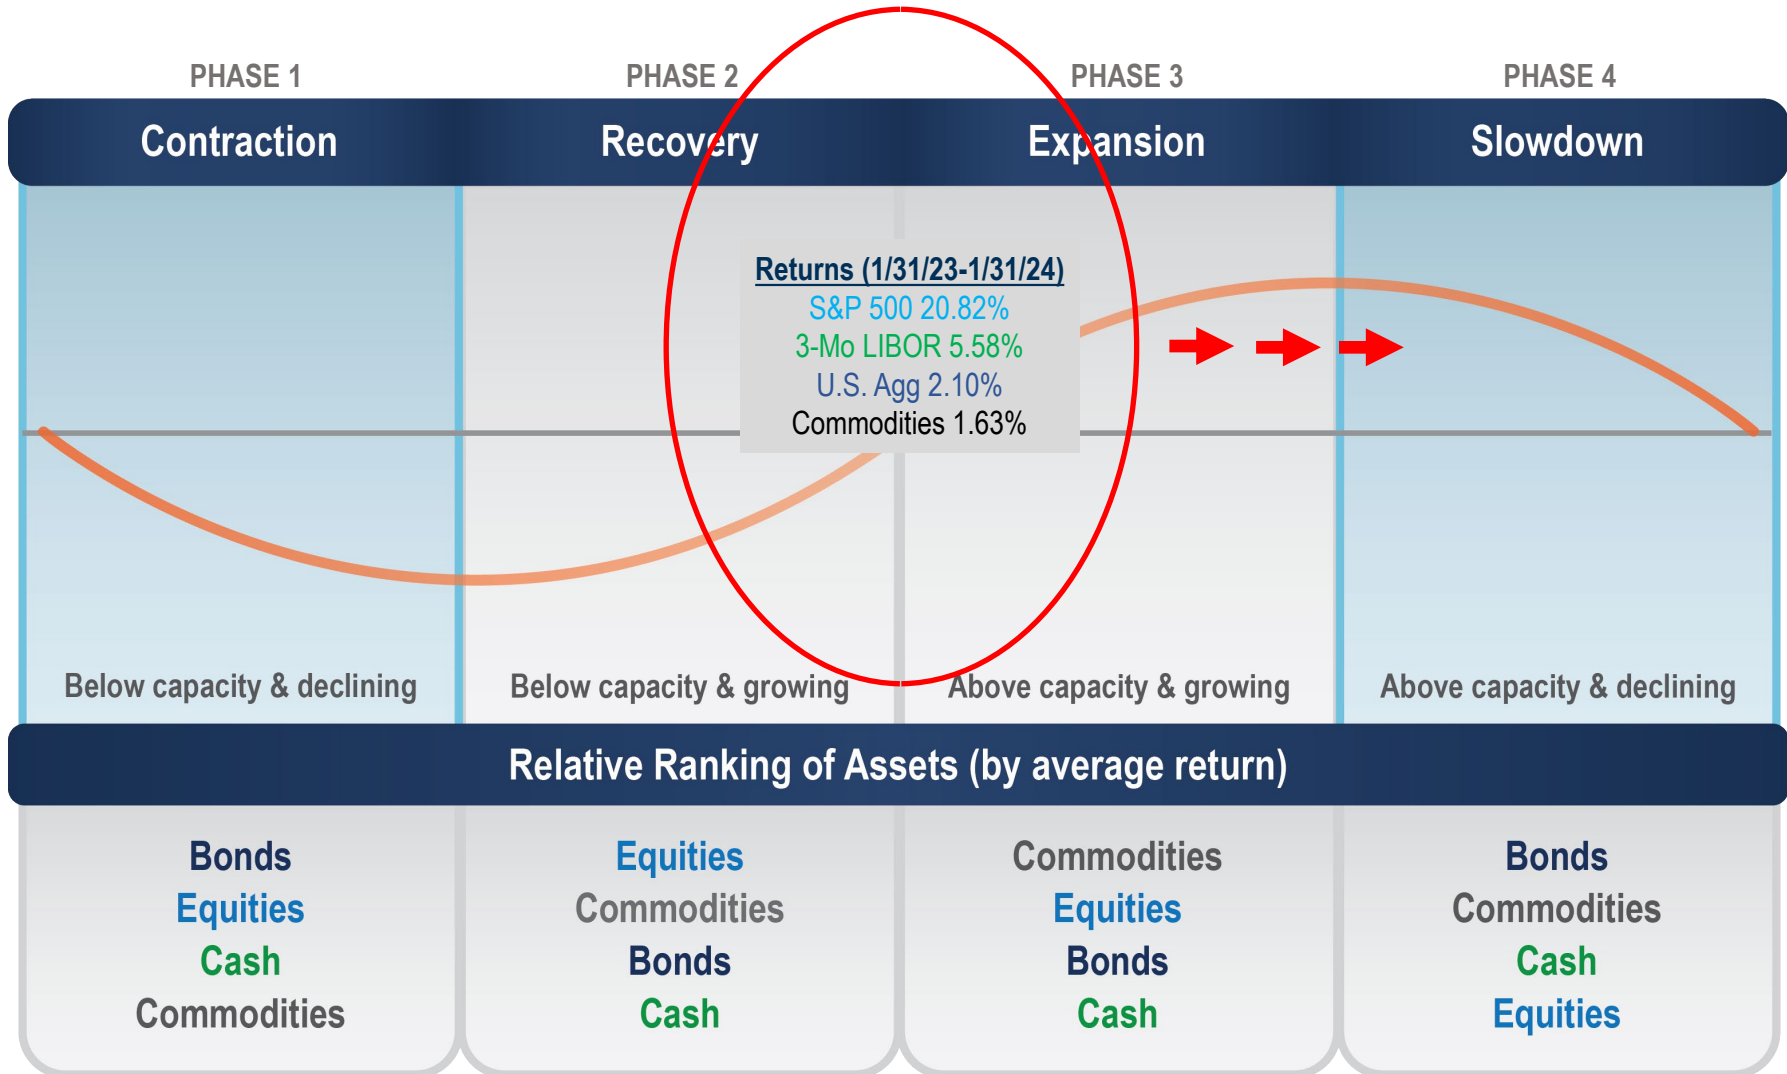 PHASE 1
PHASE 2
PHASE 3
PHASE 4
Contraction
Recovery
Expansion
Slowdown
Returns (1/31/23-1/31/24)
S&P 500 20.82%
3-Mo LIBOR 5.58%
U.S. Agg 2.10%
Commodities 1.63%
Below capacity & declining
Below capacity & growing
Above capacity & growing
Above capacity & declining
Relative Ranking of Assets (by average return)
Bonds
Equities
Cash
Commodities
Equities
Commodities
Bonds
Cash
Commodities
Equities
Bonds
Cash
Bonds
Commodities
Cash
Equities